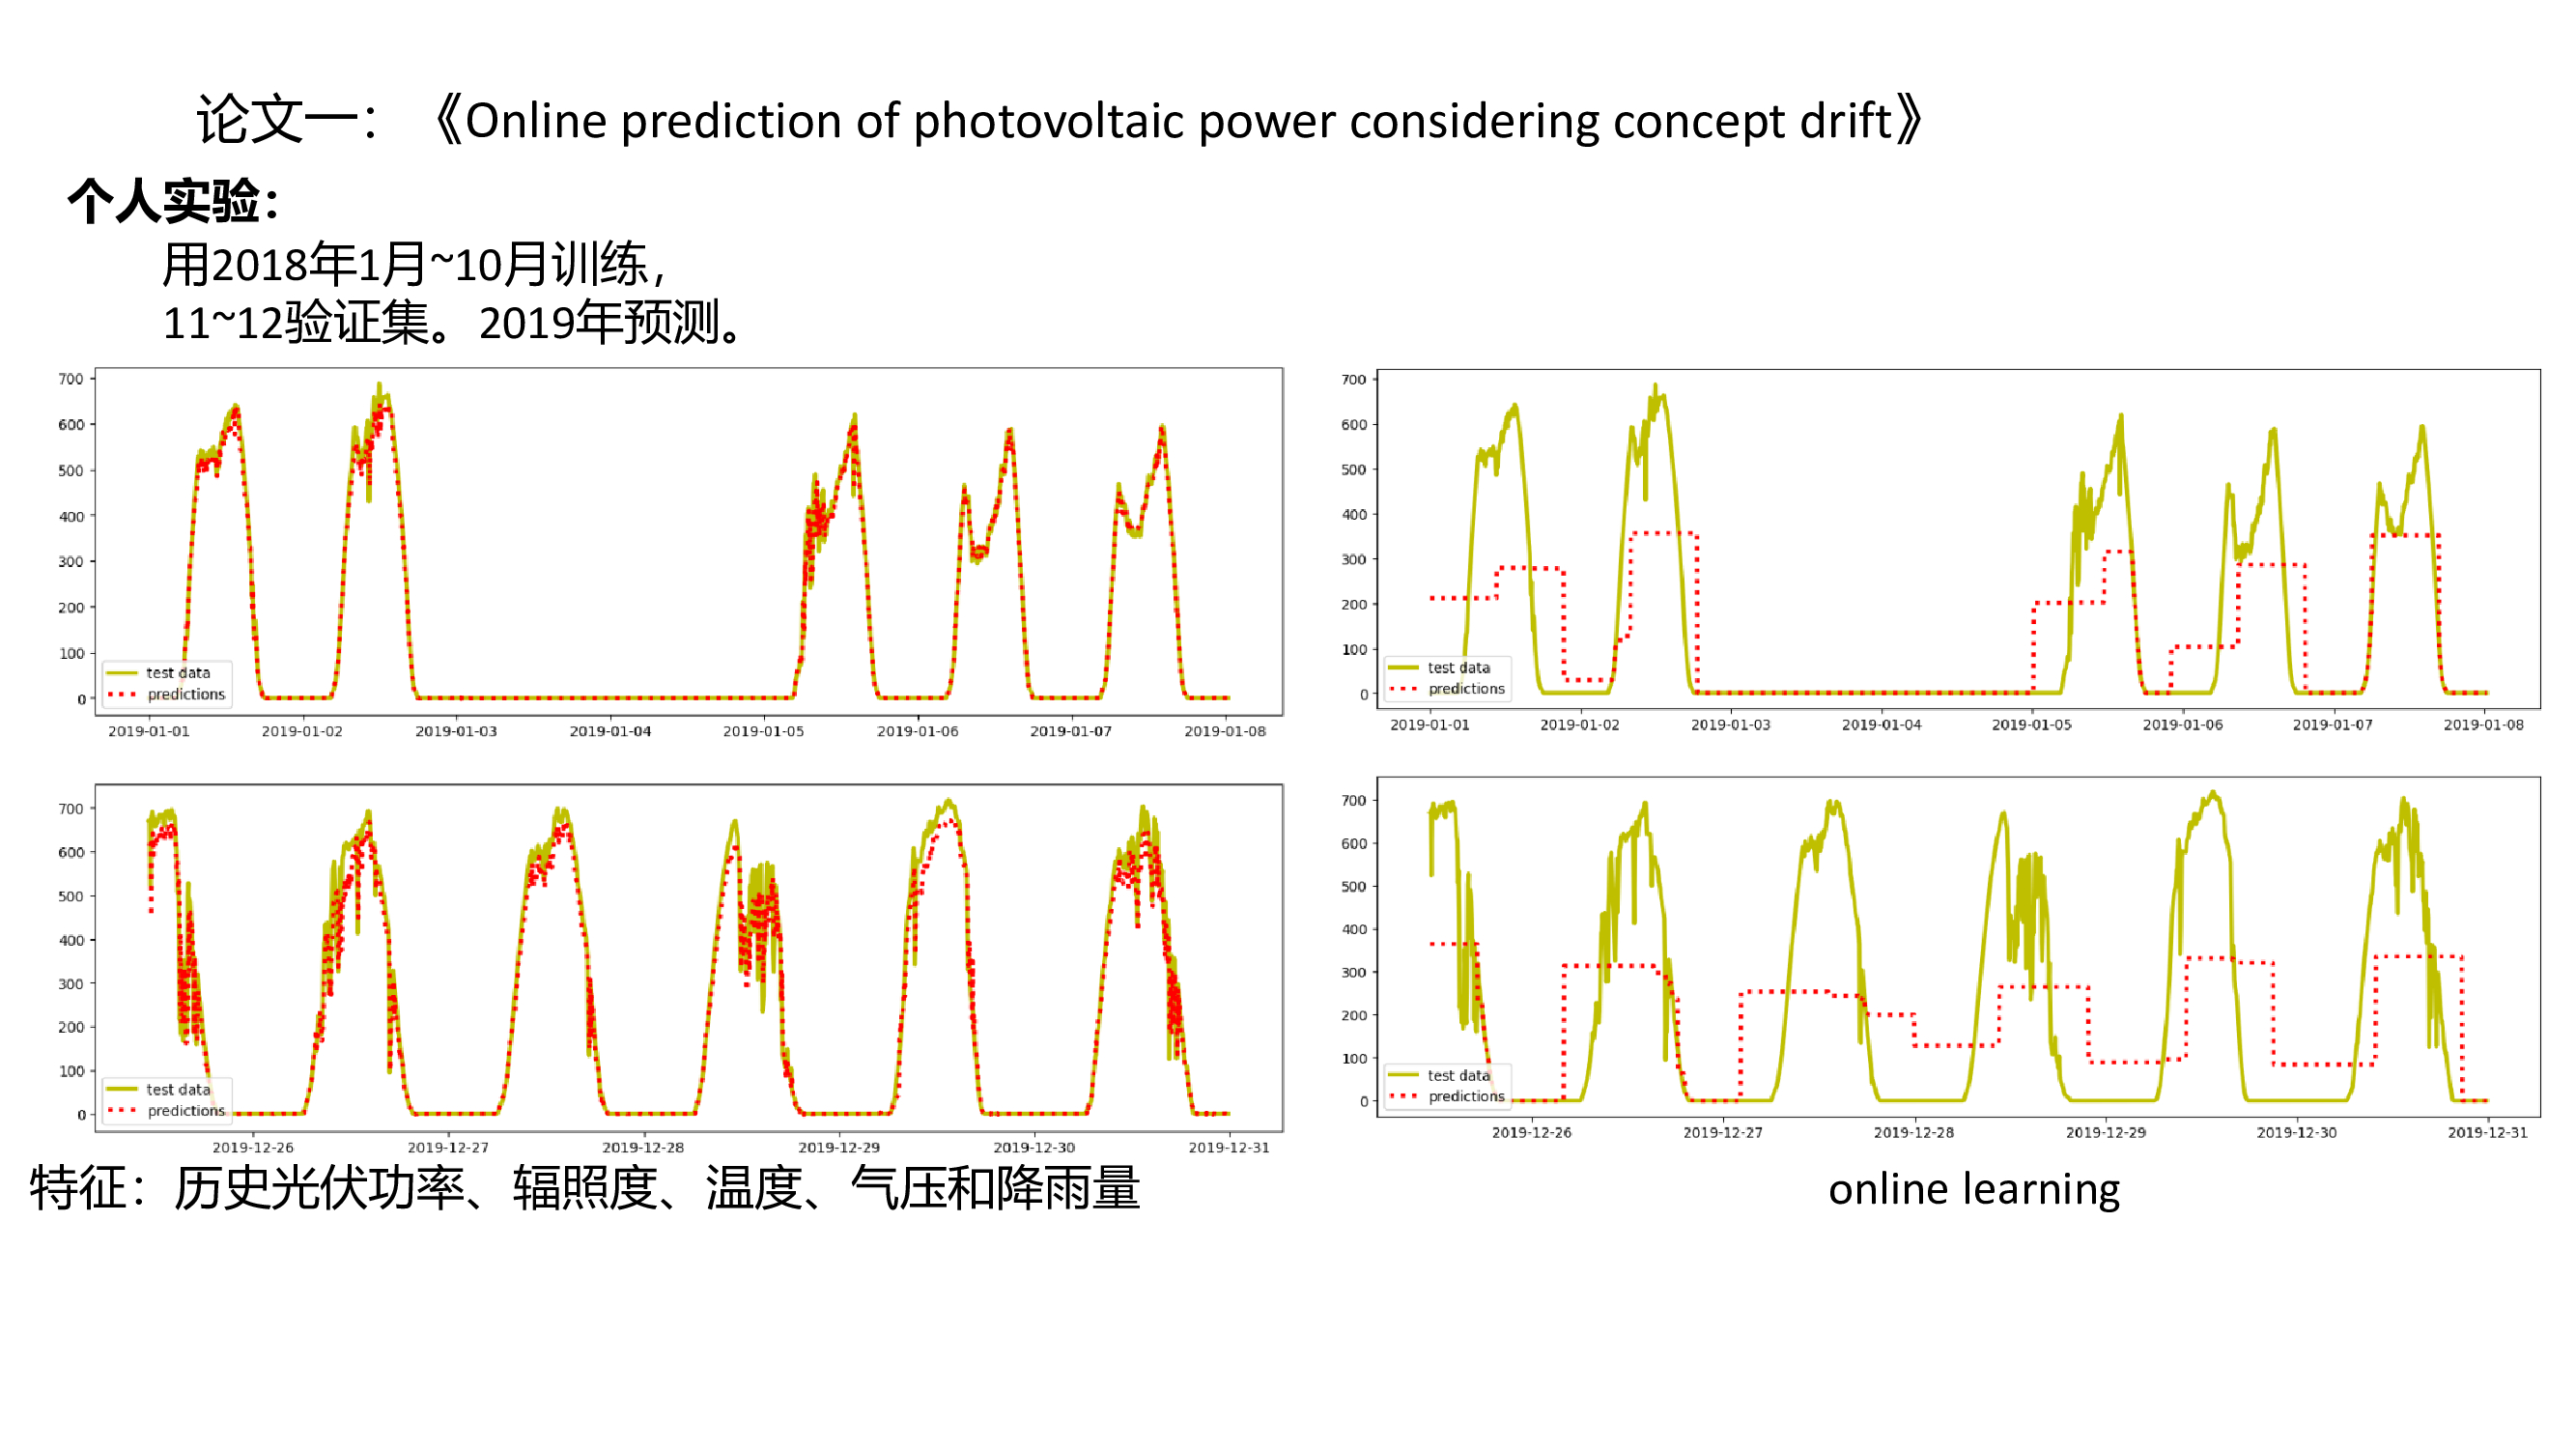 论文一：《Online prediction of photovoltaic power considering concept drift》
个人实验：
用2018年1月~10月训练，
11~12验证集。2019年预测。
700
600
500
400
300
200
100
0
test data
predictions
2019-01-01 2019-01-02 2019-01-03 2019-01-04 2019-01-05 2019-01-06 2019-01-07 2019-01-08
700
600
500
400
300
200
100
0
test data
predictions
2019-01-01 2019-01-02 2019-01-03 2019-01-04 2019-01-05 2019-01-06 2019-01-07 2019-01-08
700
600
500
400
300
200
100
0
test data
predictions
2019-12-26 2019-12-27 2019-12-28 2019-12-29 2019-12-30 2019-12-31
700
600
500
400
300
200
100
0
test data
predictions
2019-12-26 2019-12-27 2019-12-28 2019-12-29 2019-12-30 2019-12-31
特征：历史光伏功率、辐照度、温度、气压和降雨量
online learning